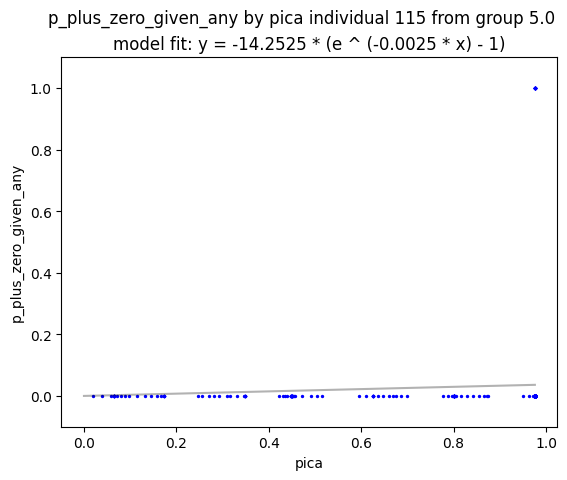 p_plus_zero_given_any by pica individual 115 from group 5.0
model fit: y = -14.2525 * (e ^ (-0.0025 * x) - 1)
1.0
0.8
0.6
0.4
0.2
0.0
p_plus_zero_given_any
0.0 0.2 0.4 0.6 0.8 1.0
pica